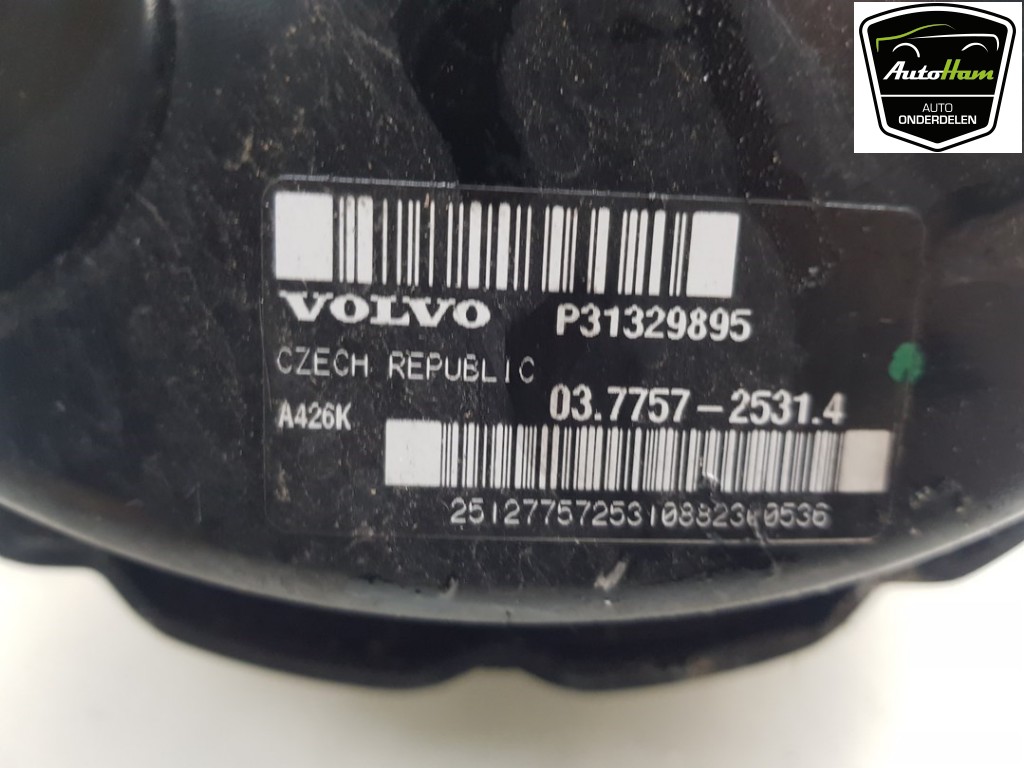 AutoHam
AUTO
ONDERDELEN
VOLVO P31329895
CZECH REPUBLIC
A426K 03.7757-2531.4